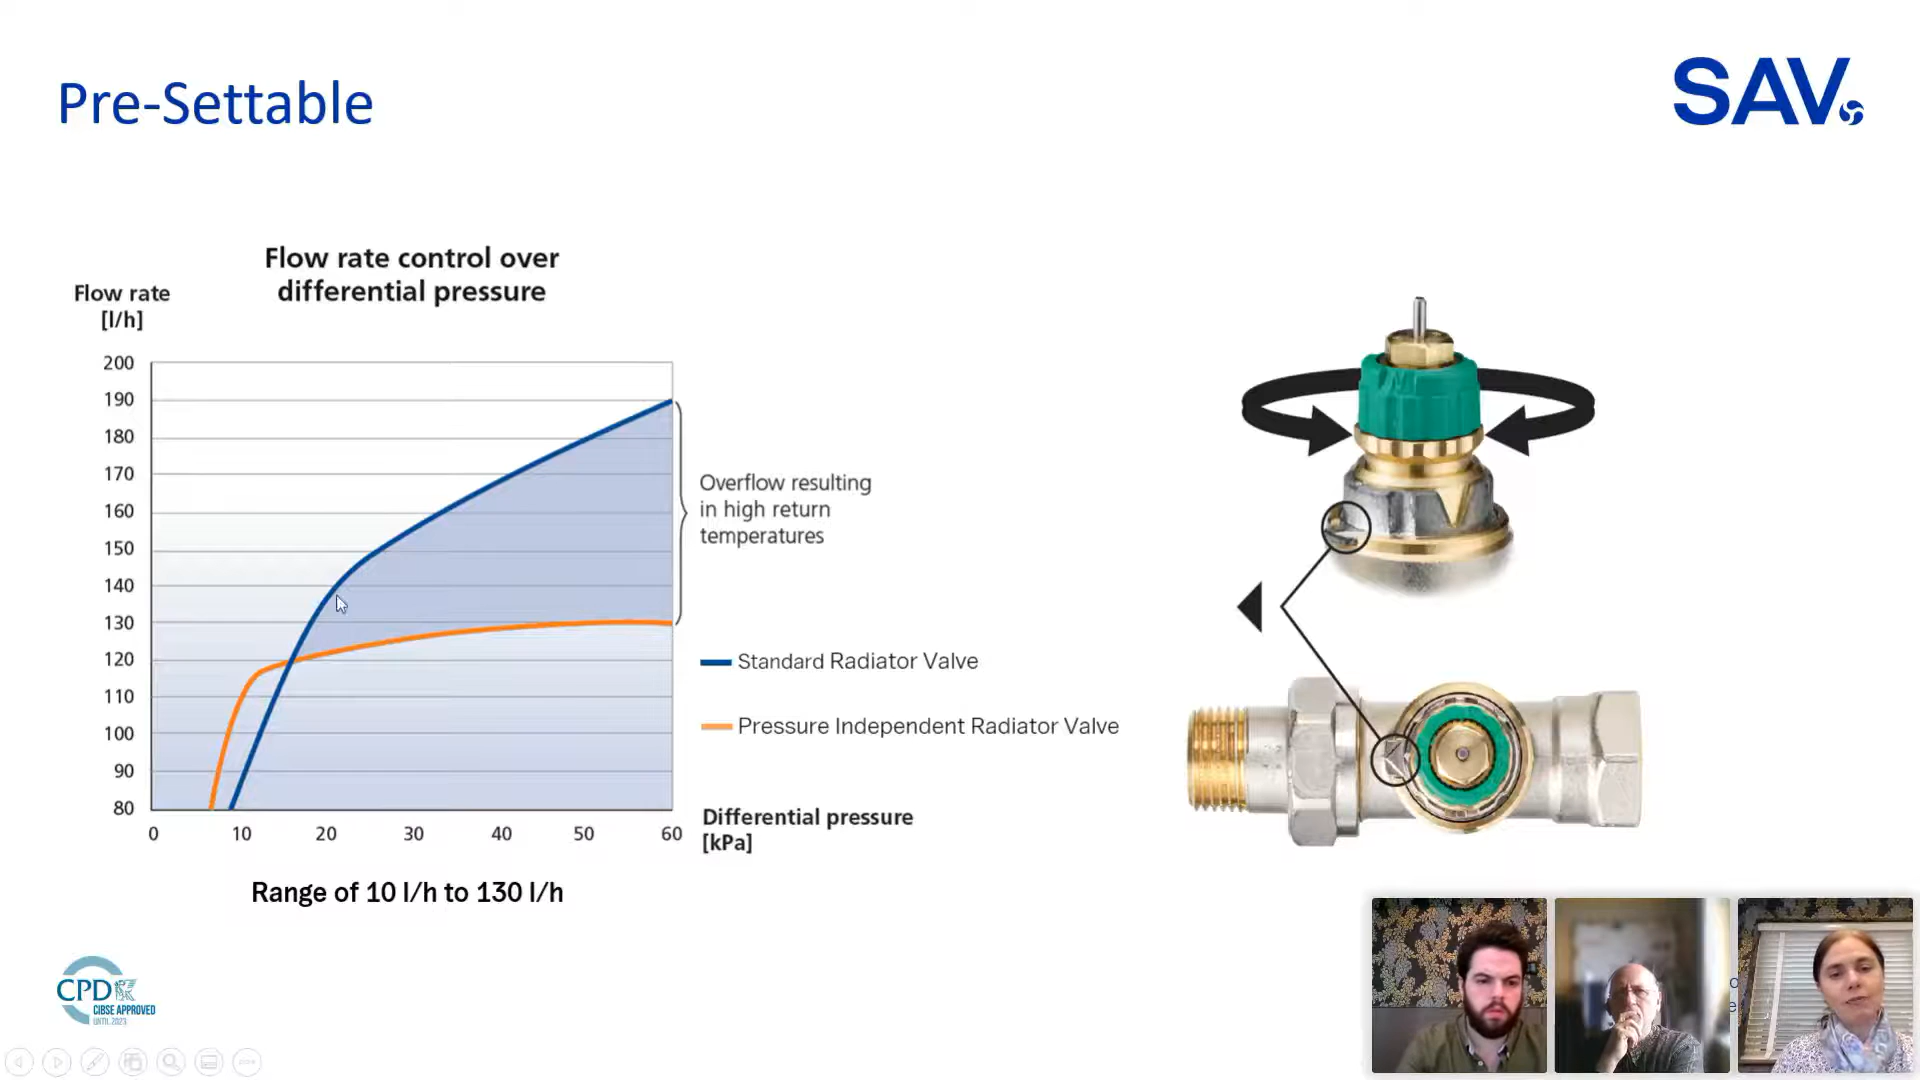 Pre-Settable
SAV
Flow rate control over
differential pressure
Flow rate
[l/h]
200
190
180
170
160
150
140
130
120
110
100
90
80
0 10 20 30 40 50 60
Overflow resulting
in high return
temperatures
Standard Radiator Valve
Pressure Independent Radiator Valve
Differential pressure
[kPa]
Range of 10 l/h to 130 l/h
CPD
CIBSE APPROVED
UNTIL 2023